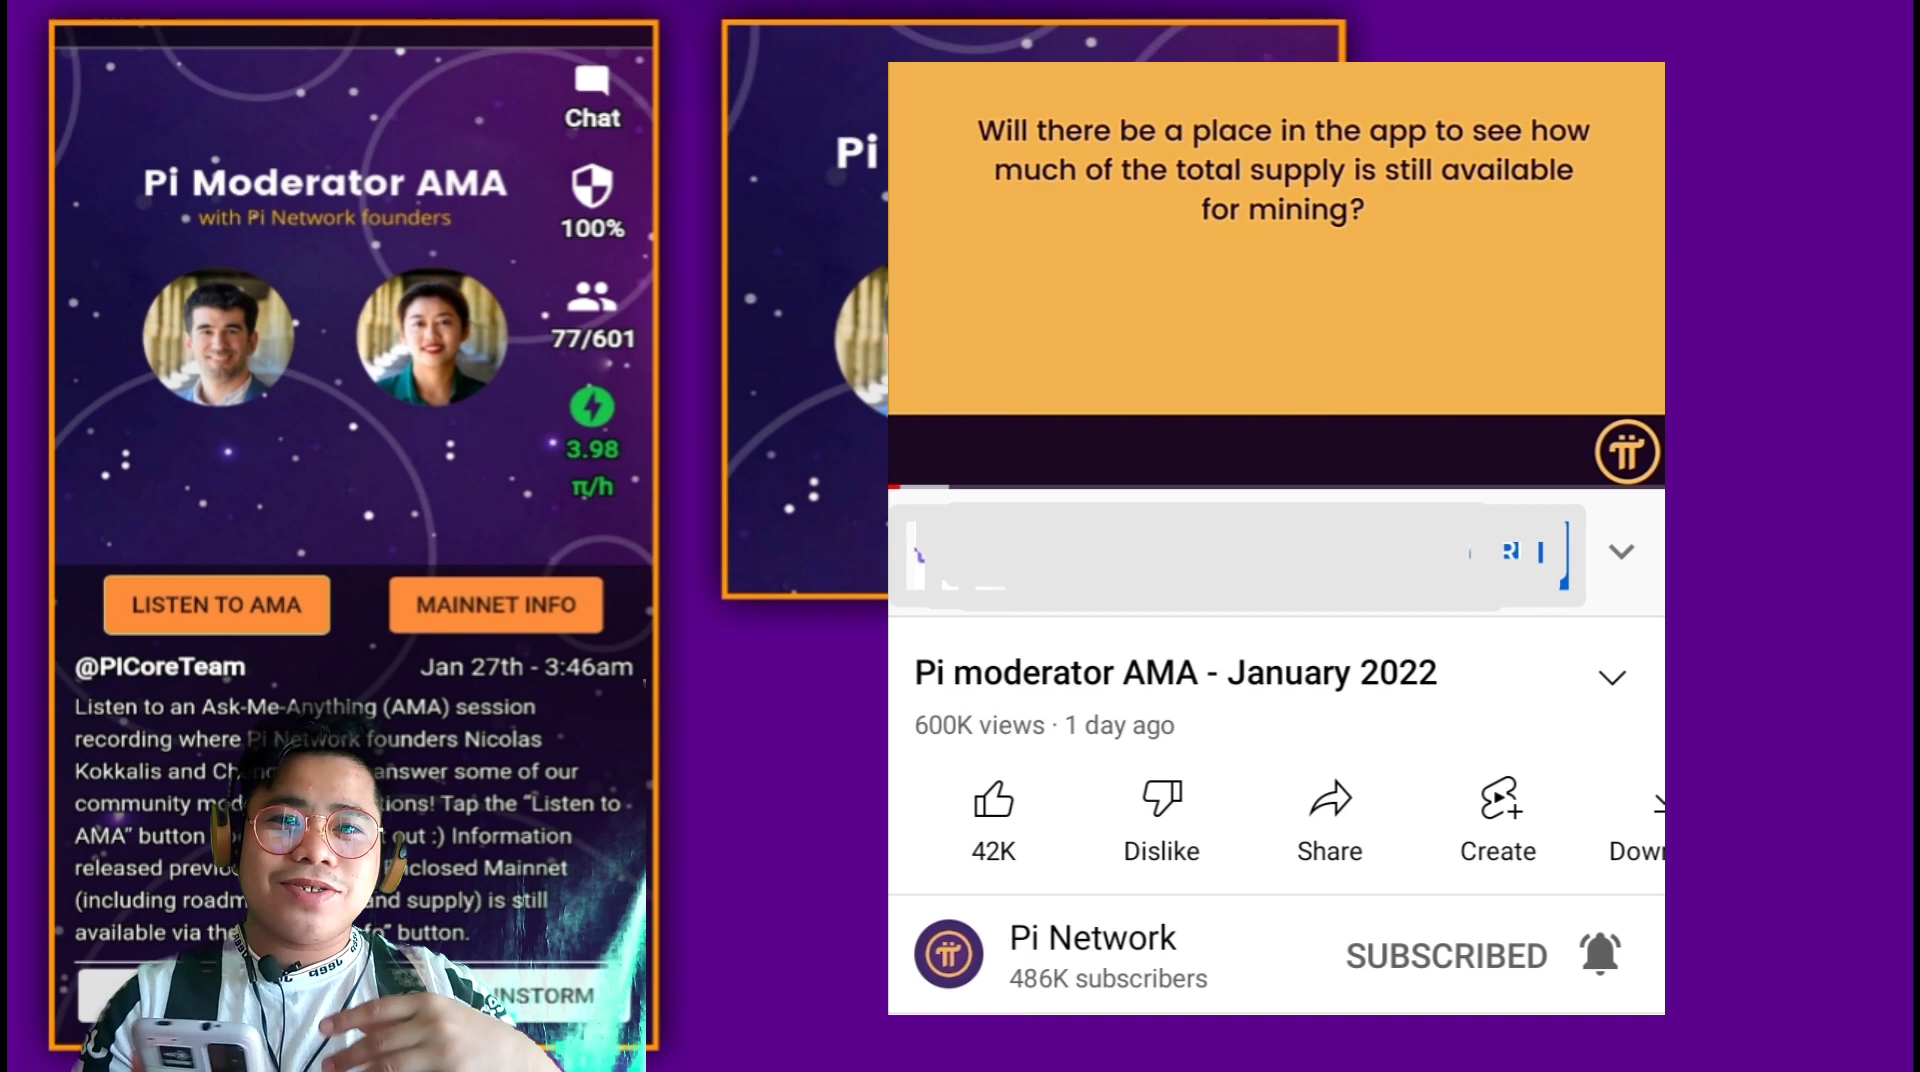 Chat
Pi Moderator AMA
with Pi Network founders
100%
77/601
3.98
π/h
LISTEN TO AMA
MAINNET INFO
@PICoreTeam
Jan 27th - 3:46am
Listen to an Ask-Me-Anything (AMA) session
recording where Pi Network founders Nicolas
Kokkalis and answer some of our
community
Tap the “Listen to
AMA” button out :) Information
released Mainnet
(including and supply) is still
available via the button.
Pi
Will there be a place in the app to see how
much of the total supply is still available
for mining?
Pi moderator AMA - January 2022
600K views · 1 day ago
42K
Dislike
Share
Create
Pi Network
486K subscribers
SUBSCRIBED